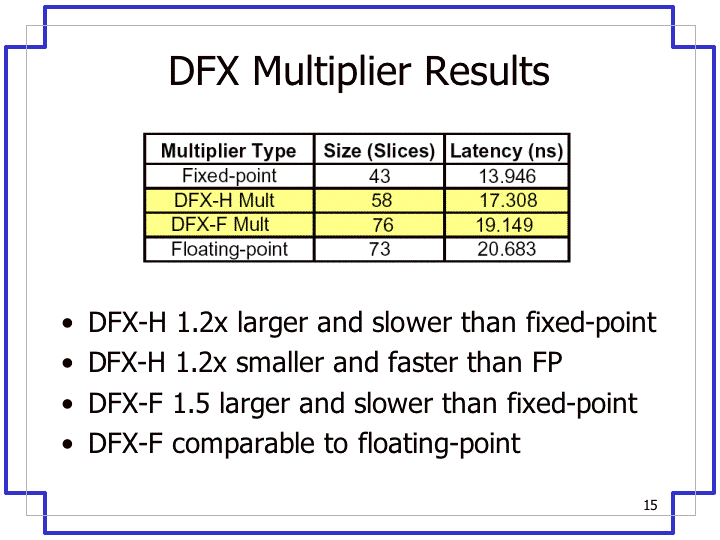 DFX Multiplier Results
Multiplier Type Size (Slices) Latency (ns)
Fixed-point 43 13.946
DFX-H Mult 58 17.308
DFX-F Mult 76 19.149
Floating-point 73 20.683
• DFX-H 1.2x larger and slower than fixed-point
• DFX-H 1.2x smaller and faster than FP
• DFX-F 1.5 larger and slower than fixed-point
• DFX-F comparable to floating-point
15